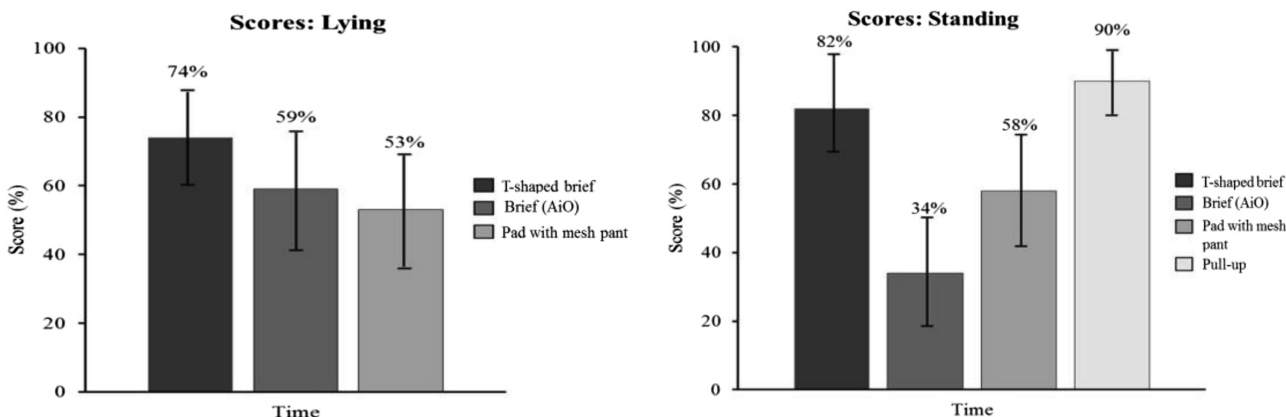 Scores: Lying
100
80
60
40
20
0
Score (%)
74%
59%
53%
T-shaped brief
Brief (AiO)
Pad with mesh pant
Time
Scores: Standing
100
80
60
40
20
0
Score (%)
82%
34%
58%
90%
T-shaped brief
Brief (AiO)
Pad with mesh
pant
Pull-up
Time